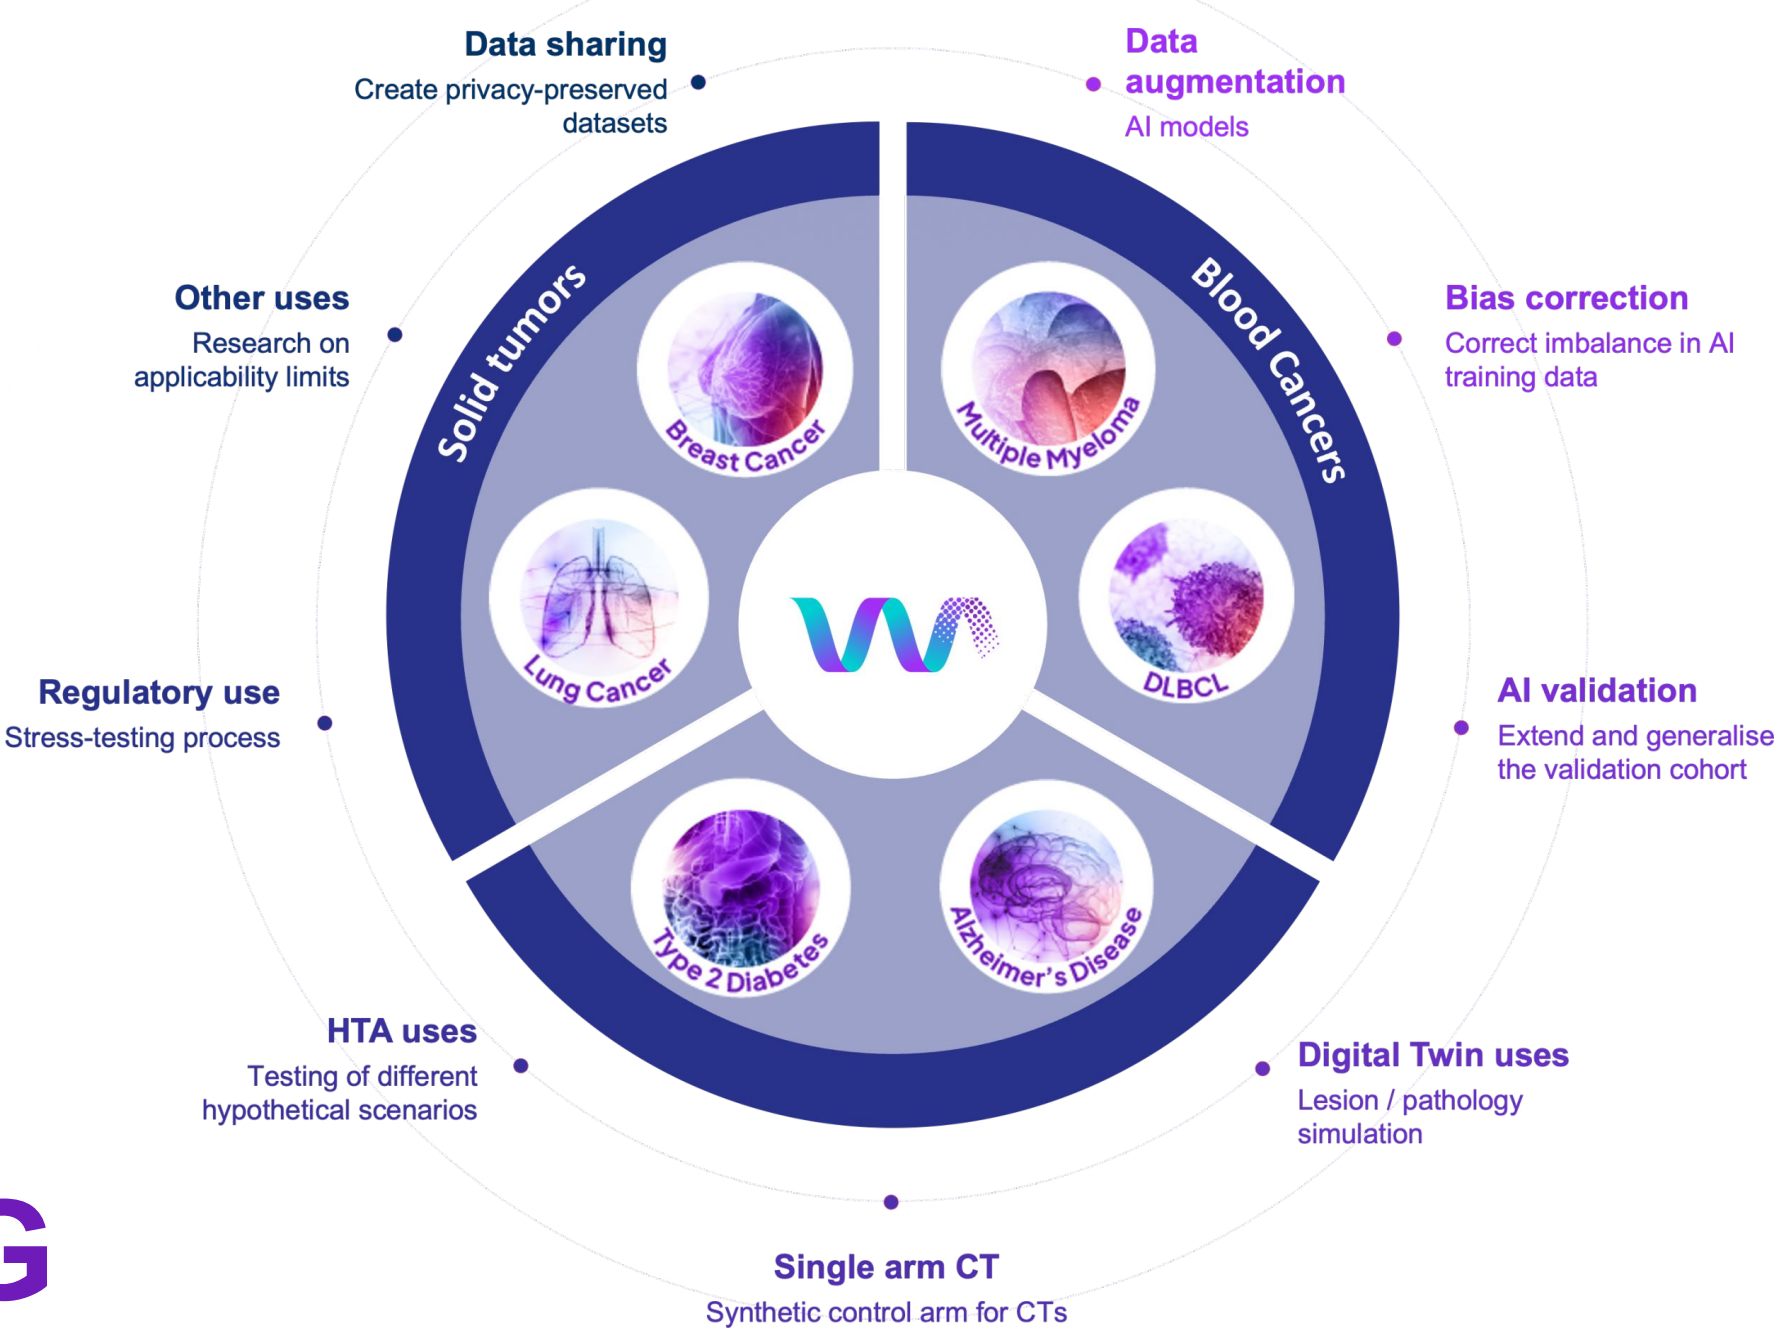 Data sharing
Create privacy-preserved
datasets
Data
augmentation
AI models
Other uses
Research on
applicability limits
Bias correction
Correct imbalance in AI
training data
Solid tumors
Blood Cancers
Breast Cancer
Multiple Myeloma
Lung Cancer
DLBCL
Regulatory use
Stress-testing process
AI validation
Extend and generalise
the validation cohort
Type 2 Diabetes
Alzheimer's Disease
HTA uses
Testing of different
hypothetical scenarios
Digital Twin uses
Lesion / pathology
simulation
G
Single arm CT
Synthetic control arm for CTs